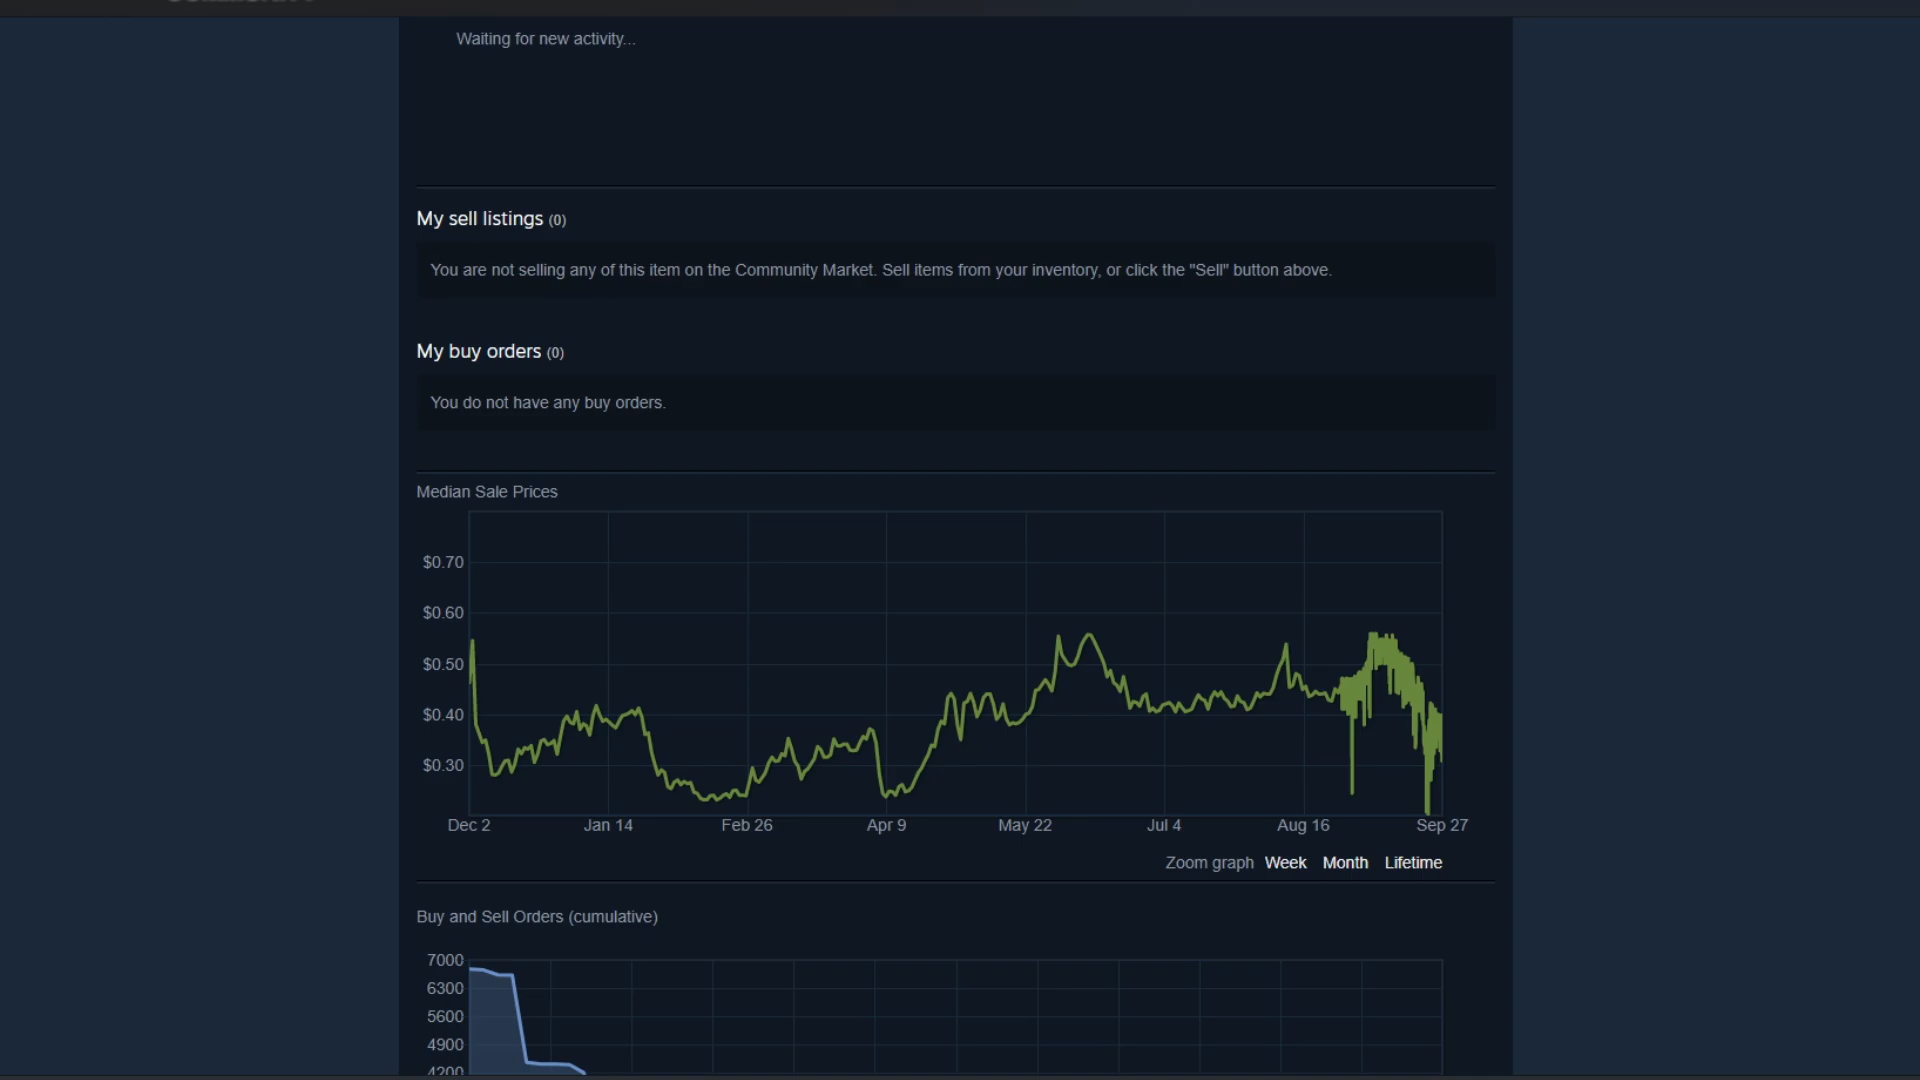 Waiting for new activity...
My sell listings (0)
You are not selling any of this item on the Community Market. Sell items from your inventory, or click the "Sell" button above.
My buy orders (0)
You do not have any buy orders.
Median Sale Prices
$0.70
$0.60
$0.50
$0.40
$0.30
Dec 2 Jan 14 Feb 26 Apr 9 May 22 Jul 4 Aug 16 Sep 27
Zoom graph Week Month Lifetime
Buy and Sell Orders (cumulative)
7000
6300
5600
4900
4200